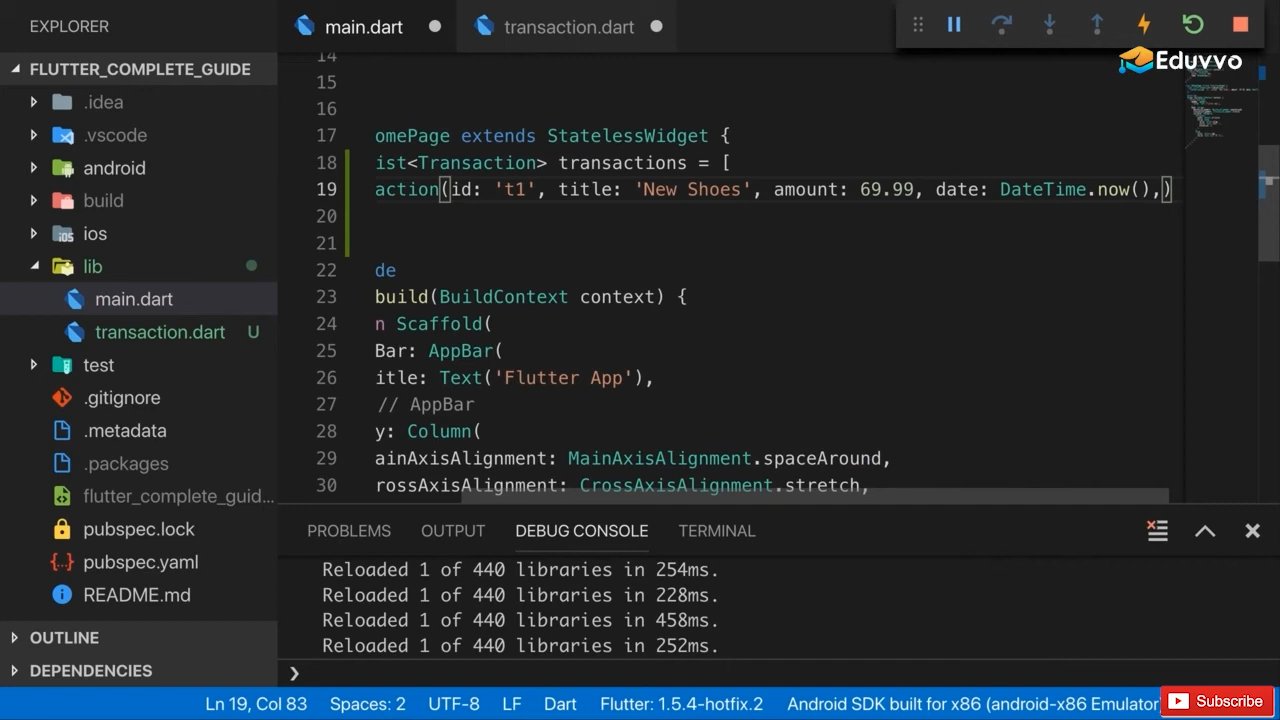 EXPLORER
main.dart
transaction.dart
Eduvvo
FLUTTER_COMPLETE_GUIDE
.idea
.vscode
android
build
ios
lib
main.dart
transaction.dart U
test
.gitignore
.metadata
.packages
flutter_complete_guid...
pubspec.lock
pubspec.yaml
README.md
OUTLINE
DEPENDENCIES
14
15
16
17 omePage extends StatelessWidget {
18 ist<Transaction> transactions = [
19 action(id: 't1', title: 'New Shoes', amount: 69.99, date: DateTime.now(),)
20
21
22 de
23 build(BuildContext context) {
24 n Scaffold(
25 Bar: AppBar(
26 itle: Text('Flutter App'),
27 // AppBar
28 y: Column(
29 ainAxisAlignment: MainAxisAlignment.spaceAround,
30 rossAxisAlignment: CrossAxisAlignment.stretch,
PROBLEMS OUTPUT DEBUG CONSOLE TERMINAL
Reloaded 1 of 440 libraries in 254ms.
Reloaded 1 of 440 libraries in 228ms.
Reloaded 1 of 440 libraries in 458ms.
Reloaded 1 of 440 libraries in 252ms.
❯
Ln 19, Col 83 Spaces: 2 UTF-8 LF Dart Flutter: 1.5.4-hotfix.2 Android SDK built for x86 (android-x86 Emulator)
Subscribe